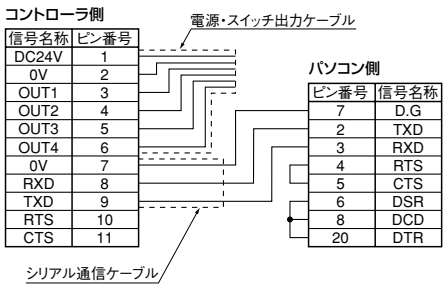 コントローラ側
電源・スイッチ出力ケーブル
信号名称 ピン番号
DC24V 1
0V 2
OUT1 3
OUT2 4
OUT3 5
OUT4 6
0V 7
RXD 8
TXD 9
RTS 10
CTS 11
パソコン側
ピン番号 信号名称
7 D.G
2 TXD
3 RXD
4 RTS
5 CTS
6 DSR
8 DCD
20 DTR
シリアル通信ケーブル